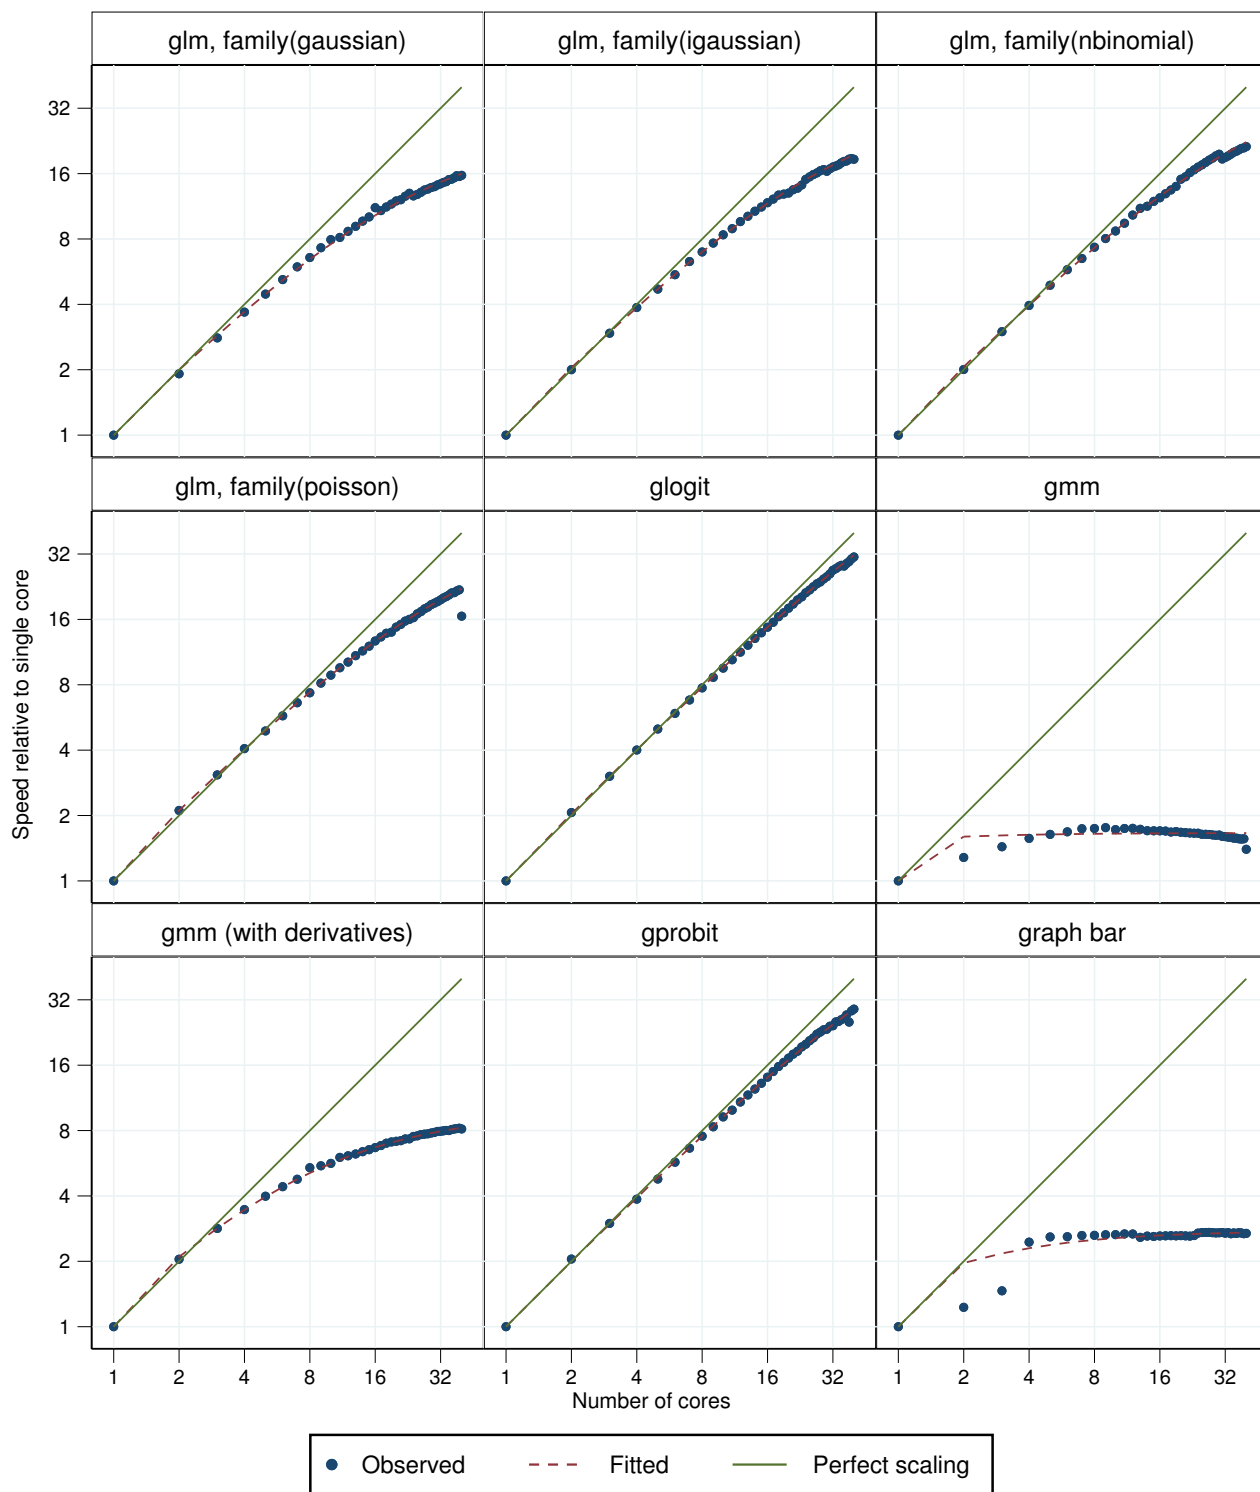 glm, family(gaussian)
glm, family(igaussian)
glm, family(nbinomial)
32
16
8
4
2
1
glm, family(poisson)
glogit
gmm
Speed relative to single core
32
16
8
4
2
1
gmm (with derivatives)
gprobit
graph bar
32
16
8
4
2
1
1 2 4 8 16 32
1 2 4 8 16 32
1 2 4 8 16 32
Number of cores
Observed
Fitted
Perfect scaling